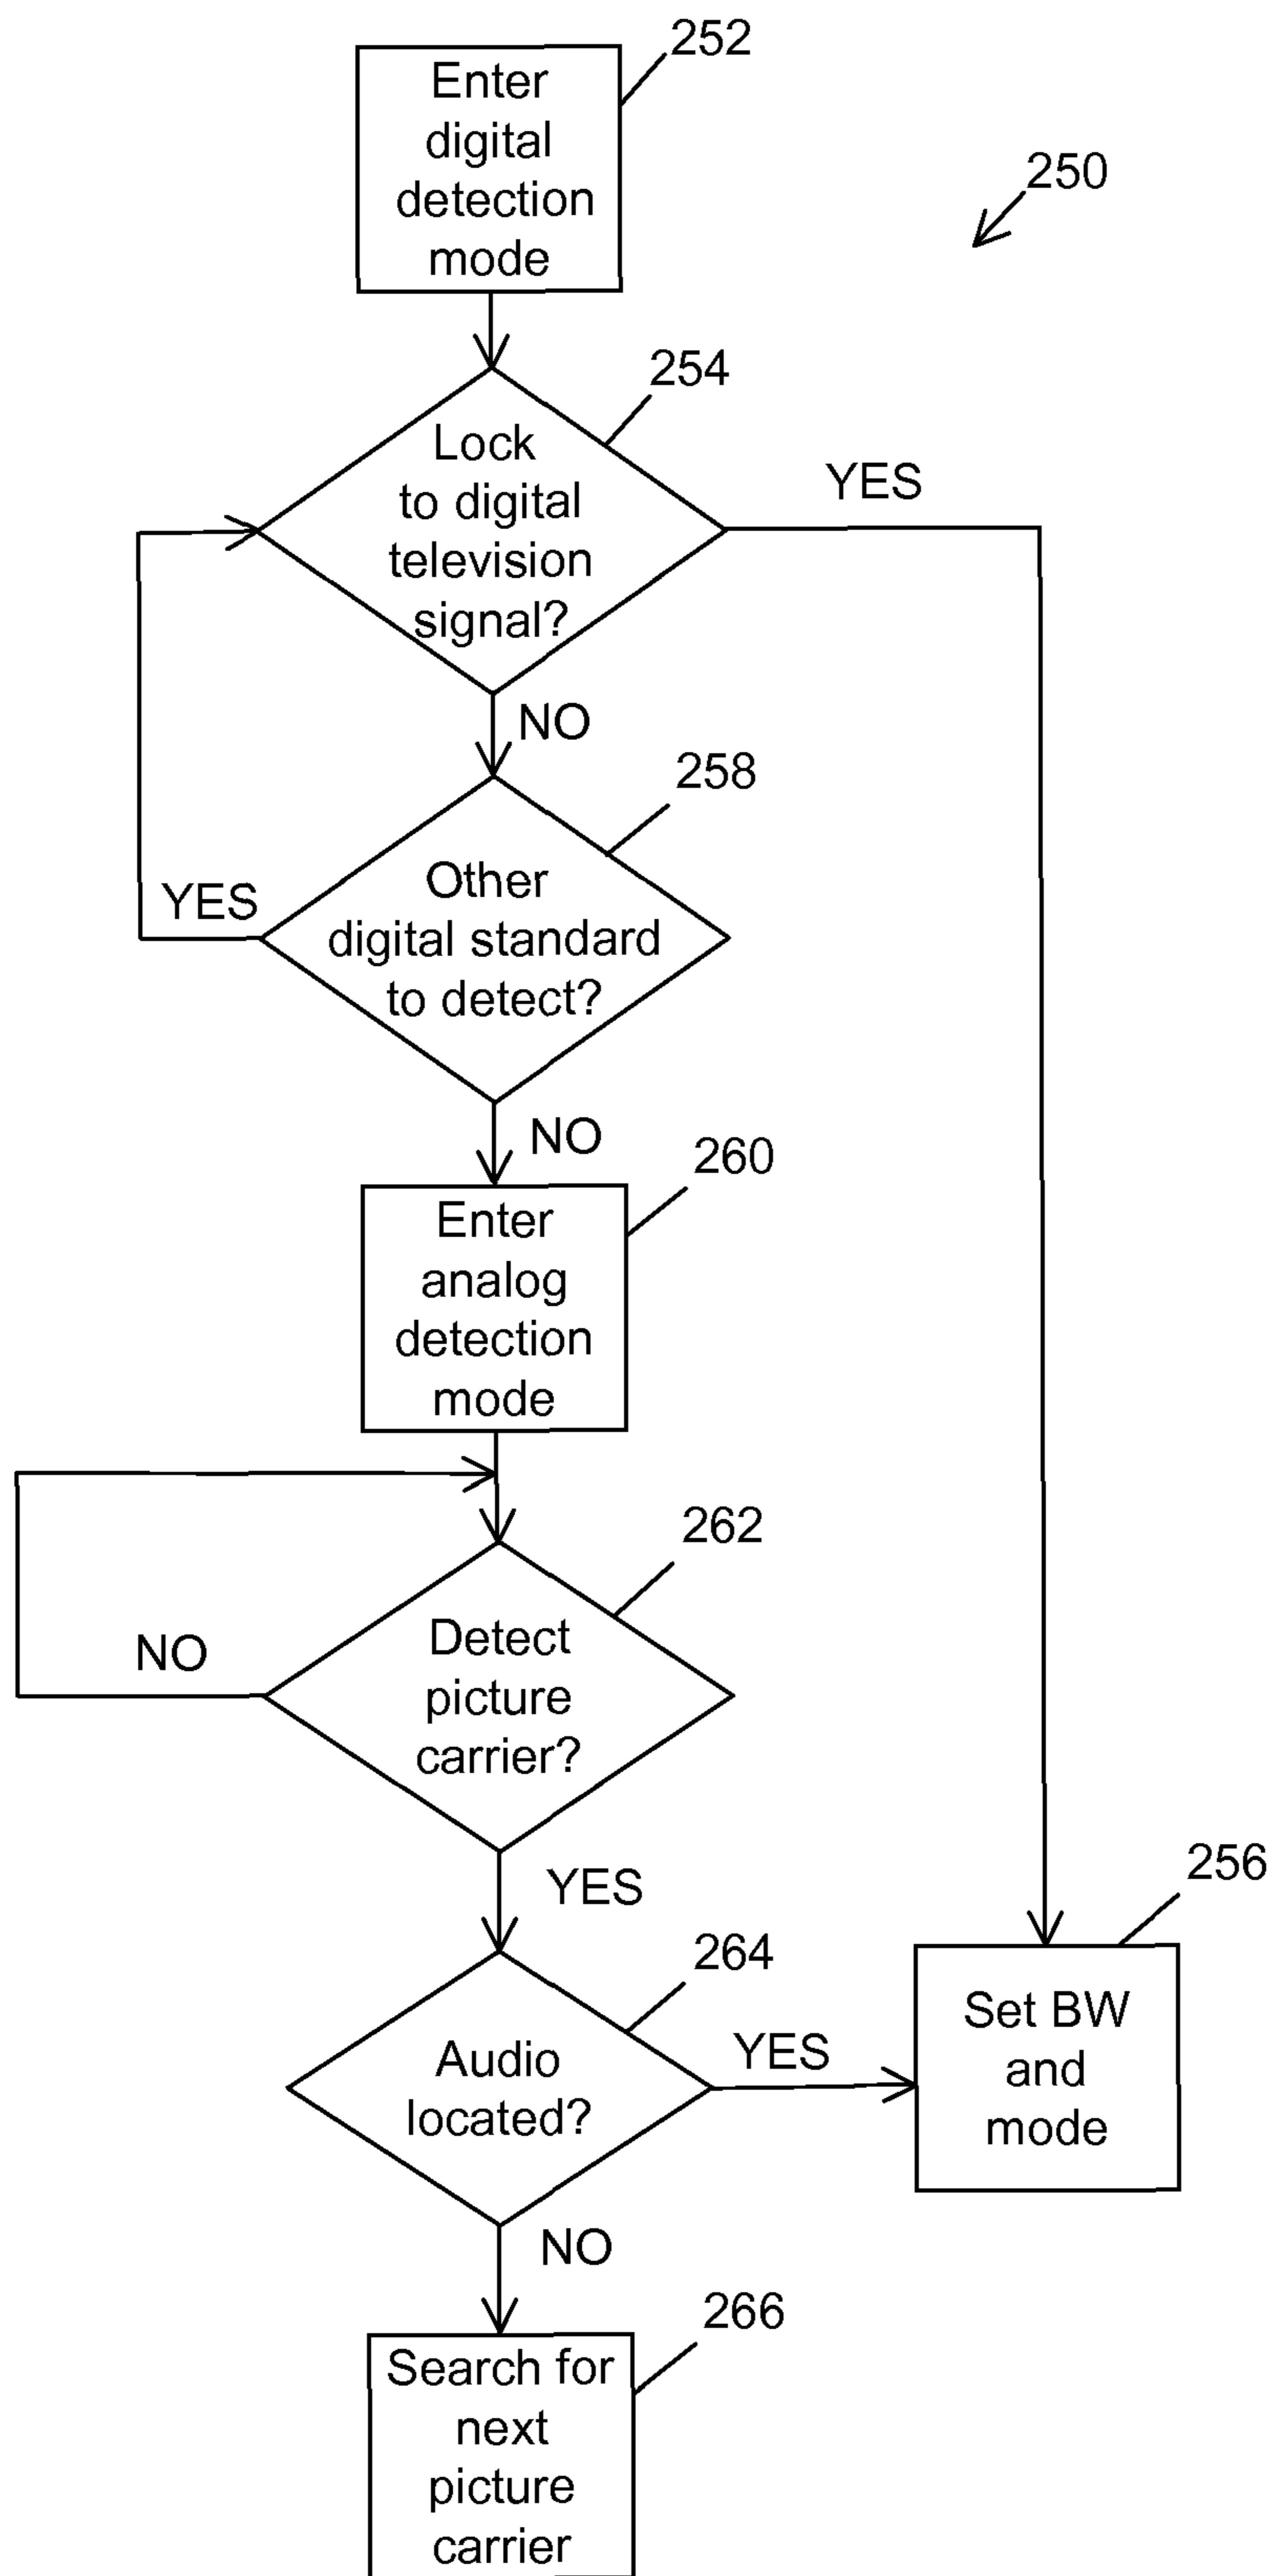 252
Enter
digital
detection
mode
250
254
Lock
to digital
television
signal?
YES
NO
258
Other
digital standard
to detect?
YES
NO
260
Enter
analog
detection
mode
262
Detect
picture
carrier?
NO
YES
256
Set BW
and
mode
264
Audio
located?
YES
NO
266
Search for
next
picture
carrier